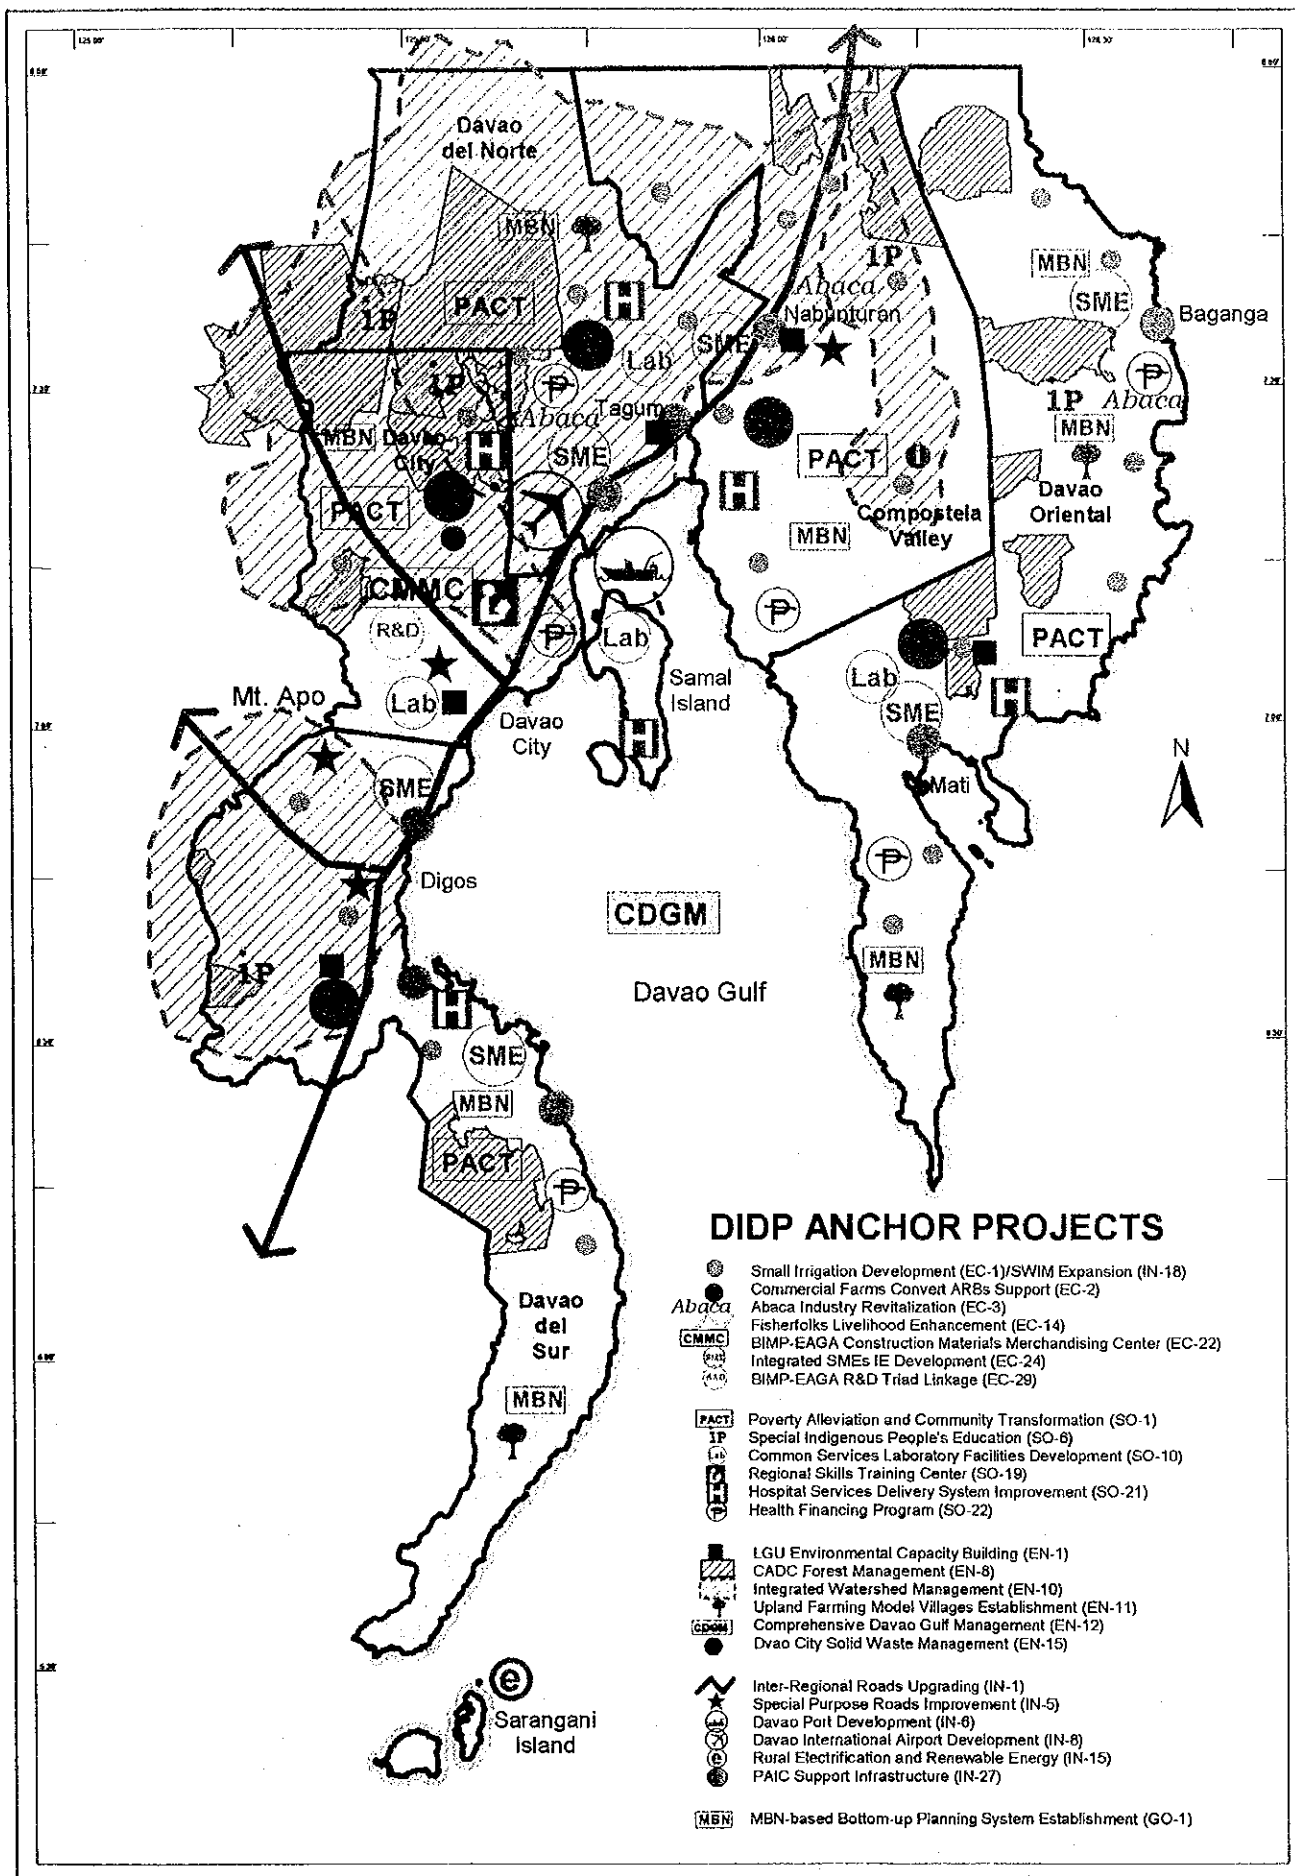 125 00'
126 00'
126 30'
Davao
del Norte
MBN
1P
MBN
SME
Baganga
PACT
iP
H
Abaca
Nabunturan
SME
Lab
iP
Abaca
Tagum
1P
Abaca
MBN
MBN
Davao
City
H
SME
PACT
H
PACT
Davao
Oriental
Compostela
Valley
MBN
CMMC
R&D
Lab
PACT
Samal
Island
Mt. Apo
Lab
Lab
SME
H
Davao
City
H
N
SME
Mati
Digos
CDGM
iP
MBN
Davao Gulf
H
SME
MBN
PACT
DIDP ANCHOR PROJECTS
Small Irrigation Development (EC-1)/SWIM Expansion (IN-18)
Commercial Farms Convert ARBs Support (EC-2)
Abaca Abaca Industry Revitalization (EC-3)
Fisherfolks Livelihood Enhancement (EC-14)
CMMC BIMP-EAGA Construction Materials Merchandising Center (EC-22)
Integrated SMEs IE Development (EC-24)
R&D BIMP-EAGA R&D Triad Linkage (EC-29)
PACT Poverty Alleviation and Community Transformation (SO-1)
1P Special Indigenous People's Education (SO-6)
Lab Common Services Laboratory Facilities Development (SO-10)
Regional Skills Training Center (SO-19)
H Hospital Services Delivery System Improvement (SO-21)
Health Financing Program (SO-22)
LGU Environmental Capacity Building (EN-1)
CADC Forest Management (EN-8)
Integrated Watershed Management (EN-10)
Upland Farming Model Villages Establishment (EN-11)
CDGM Comprehensive Davao Gulf Management (EN-12)
Dvao City Solid Waste Management (EN-15)
Inter-Regional Roads Upgrading (IN-1)
Special Purpose Roads Improvement (IN-5)
Davao Port Development (IN-6)
Davao International Airport Development (IN-8)
e Rural Electrification and Renewable Energy (IN-15)
PAIC Support Infrastructure (IN-27)
MBN MBN-based Bottom-up Planning System Establishment (GO-1)
Davao
del
Sur
MBN
e
Sarangani
Island